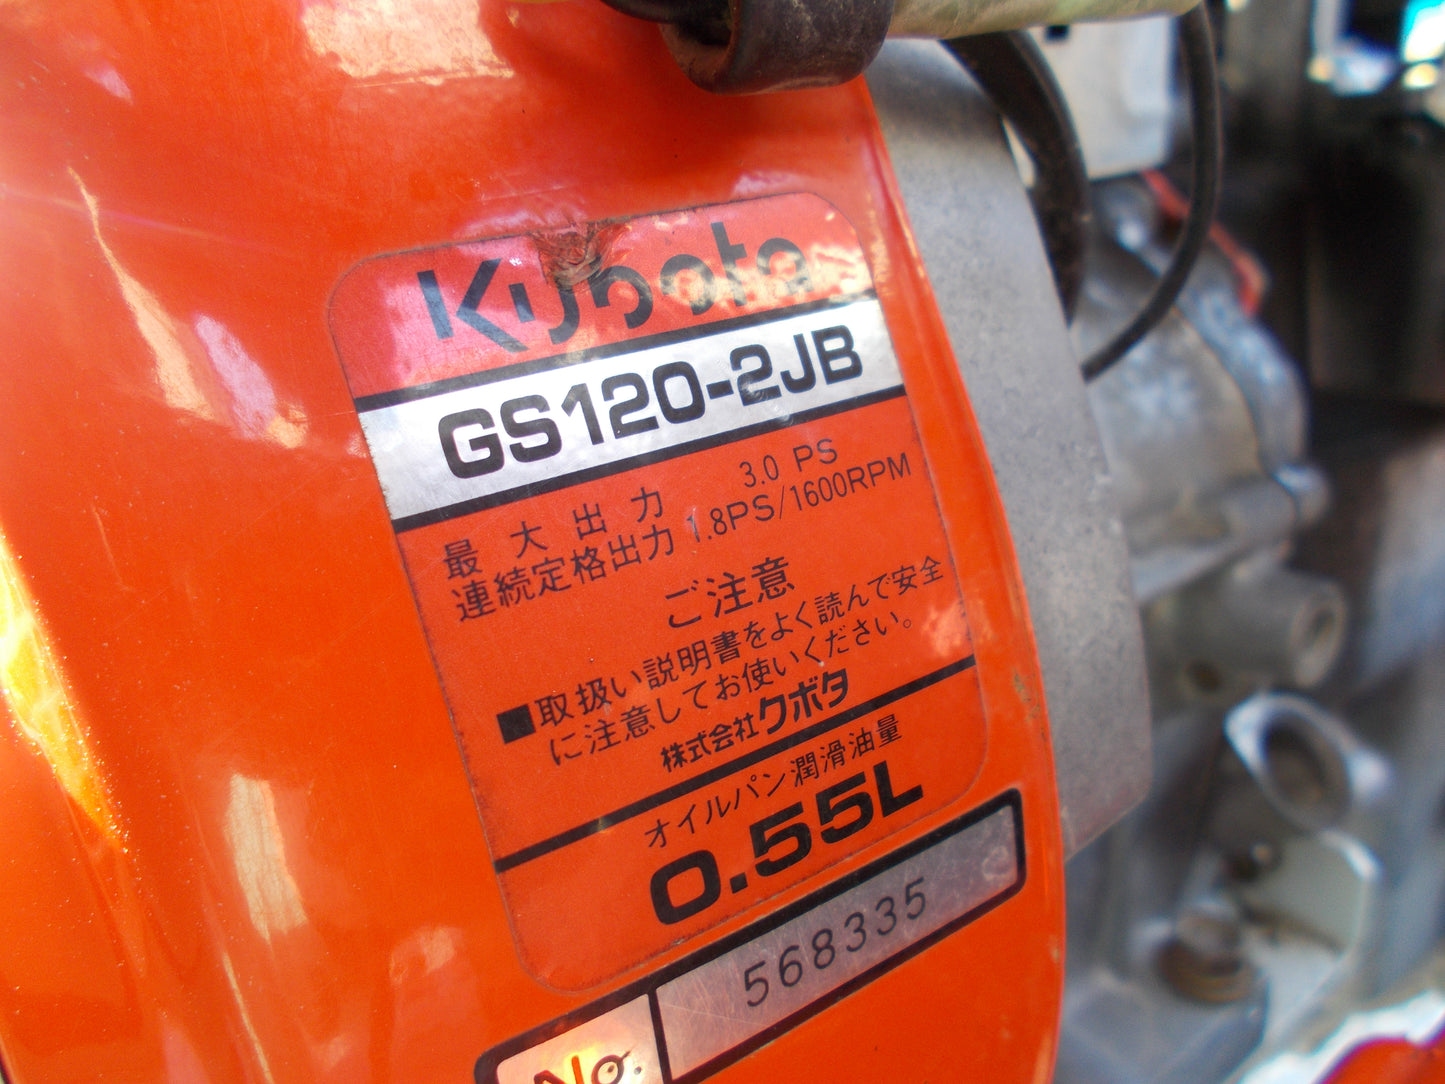 Kubota
GS120-2JB
最大出力 3.0 PS
連続定格出力 1.8PS/1600RPM
ご注意
■取扱い説明書をよく読んで安全
に注意してお使いください。
株式会社クボタ
オイルパン潤滑油量
0.55L
No. 568335